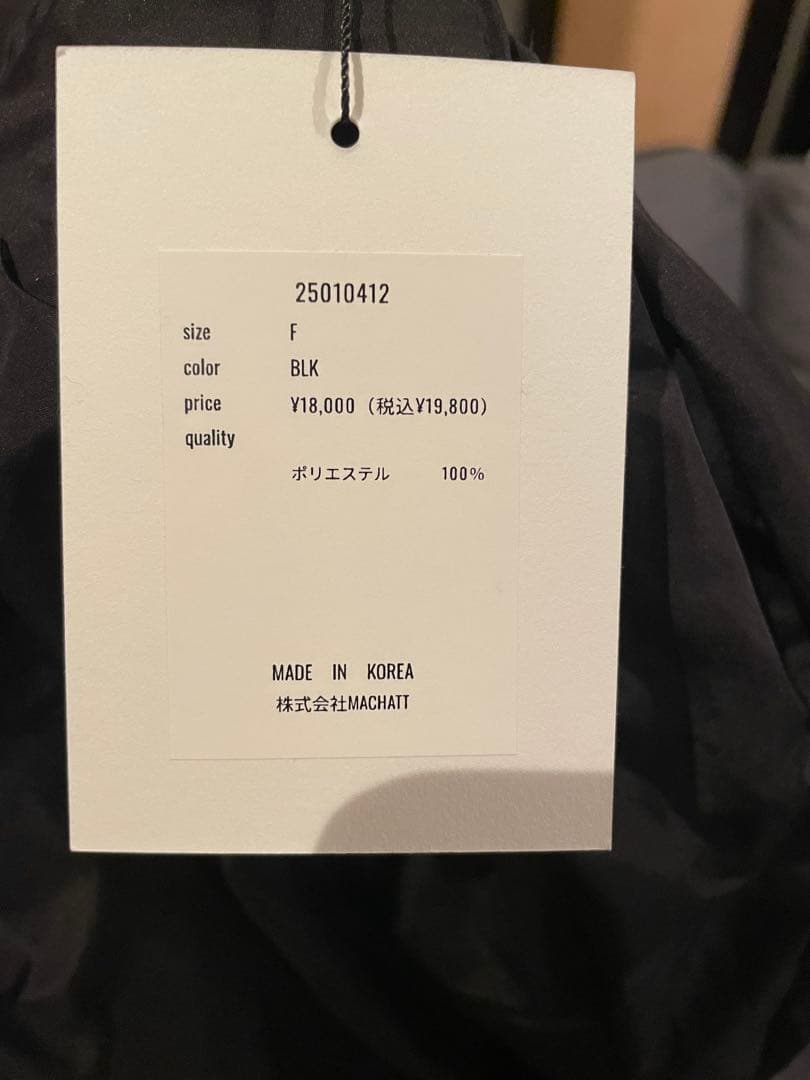 25010412
size F
color BLK
price ¥18,000（税込¥19,800）
quality
ポリエステル 100%
MADE IN KOREA
株式会社MACHATT